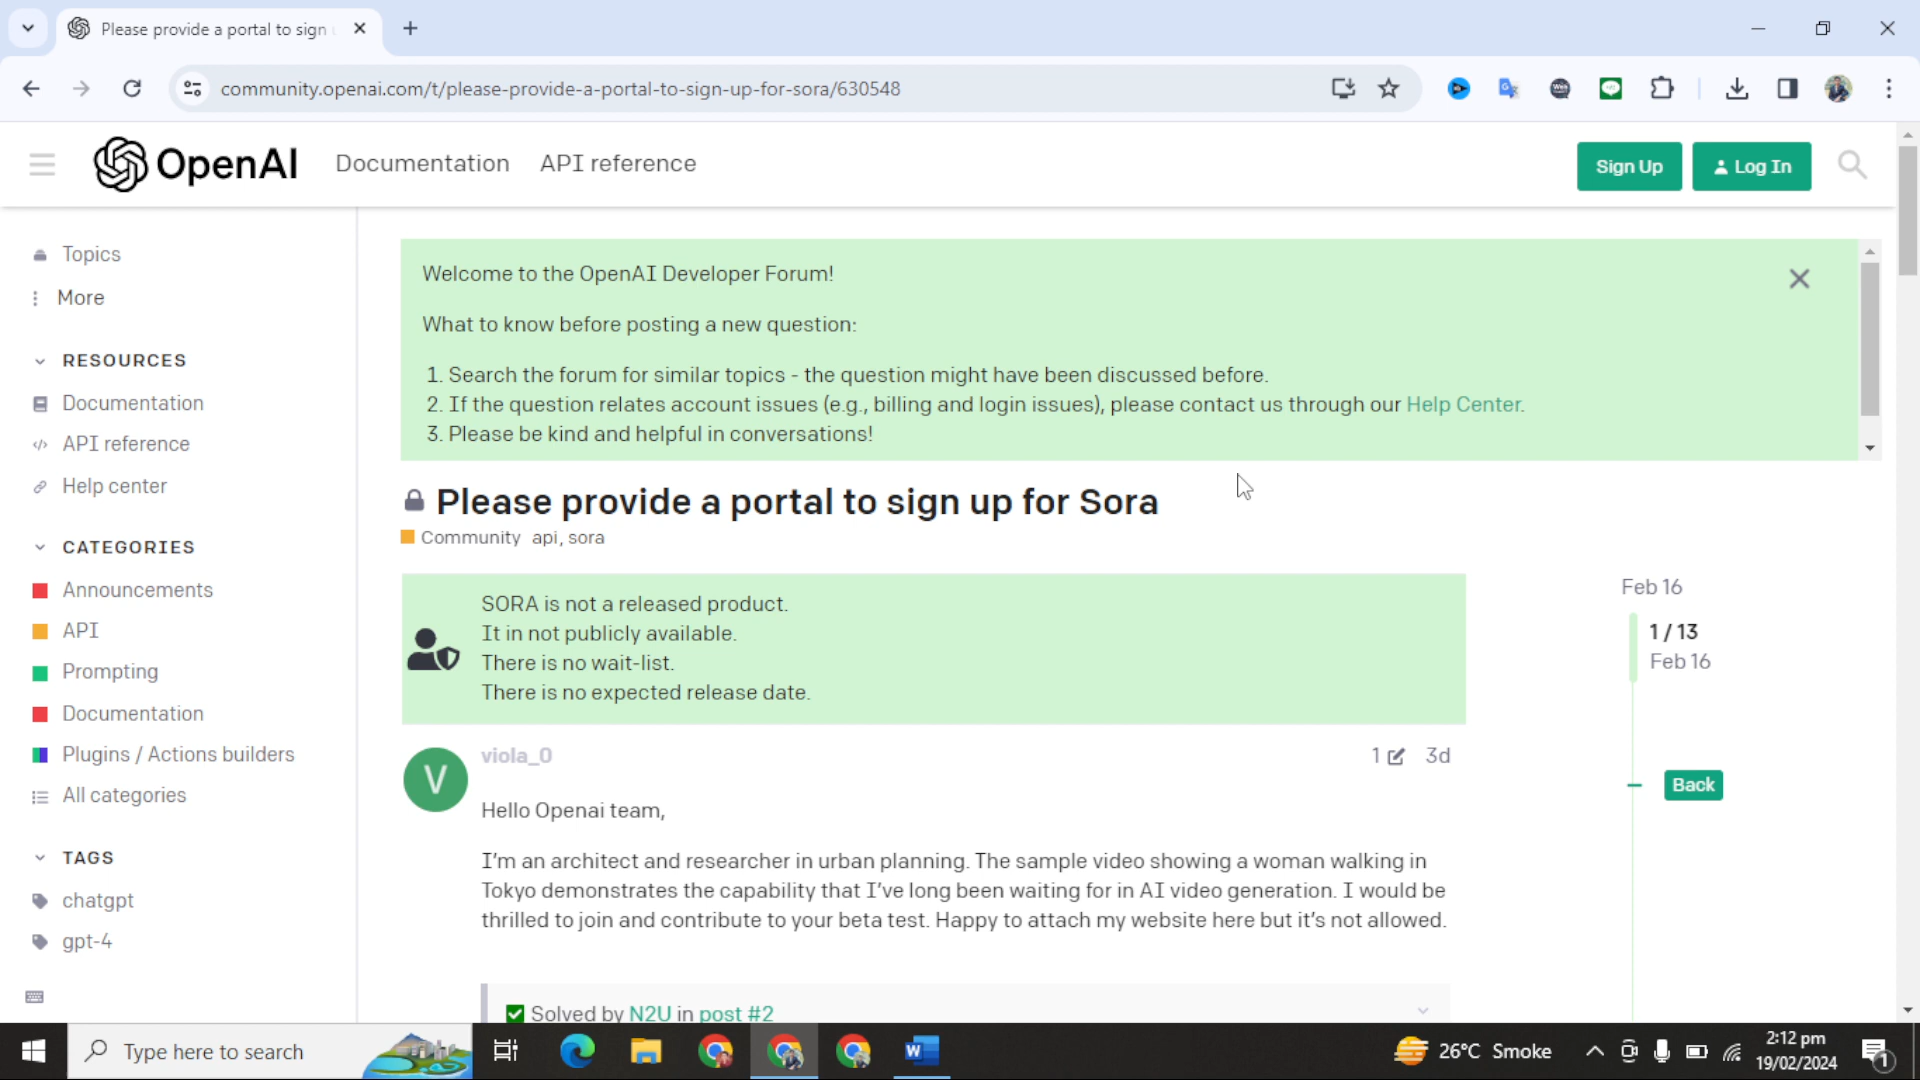 Please provide a portal to sign
community.openai.com/t/please-provide-a-portal-to-sign-up-for-sora/630548
OpenAI Documentation API reference
Sign Up Log In
Topics
More
RESOURCES
Documentation
API reference
Help center
CATEGORIES
Announcements
API
Prompting
Documentation
Plugins / Actions builders
All categories
TAGS
chatgpt
gpt-4
Welcome to the OpenAI Developer Forum!
What to know before posting a new question:
1. Search the forum for similar topics - the question might have been discussed before.
2. If the question relates account issues (e.g., billing and login issues), please contact us through our Help Center.
3. Please be kind and helpful in conversations!
Please provide a portal to sign up for Sora
Community api, sora
SORA is not a released product.
It in not publicly available.
There is no wait-list.
There is no expected release date.
V
viola_0 1 3d
Hello Openai team,
I'm an architect and researcher in urban planning. The sample video showing a woman walking in
Tokyo demonstrates the capability that I've long been waiting for in AI video generation. I would be
thrilled to join and contribute to your beta test. Happy to attach my website here but it's not allowed.
Solved by N2U in post #2
Feb 16
1 / 13
Feb 16
Back
Type here to search
W
26°C Smoke
2:12 pm
19/02/2024
1